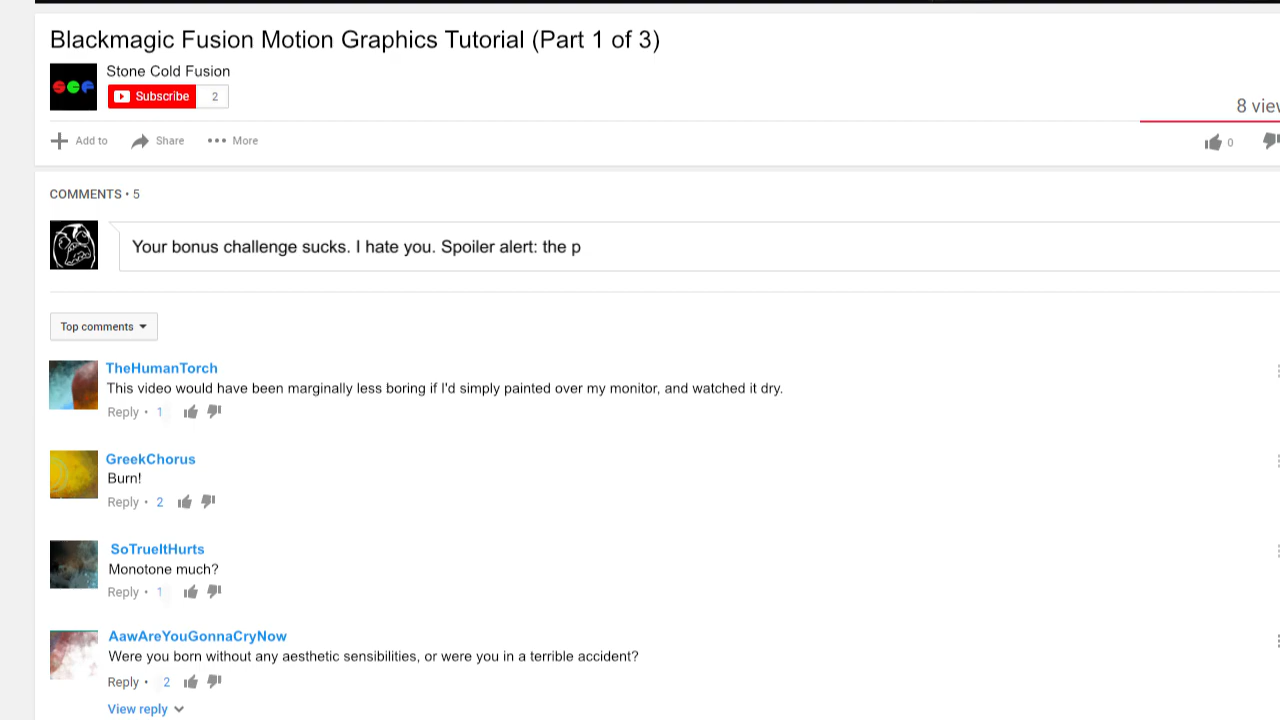 Blackmagic Fusion Motion Graphics Tutorial (Part 1 of 3)
SCF
Stone Cold Fusion
Subscribe 2
8
Add to Share More
0
COMMENTS • 5
Your bonus challenge sucks. I hate you. Spoiler alert: the p
Top comments
TheHumanTorch
This video would have been marginally less boring if I'd simply painted over my monitor, and watched it dry.
Reply • 1
GreekChorus
Burn!
Reply • 2
SoTrueItHurts
Monotone much?
Reply • 1
AawAreYouGonnaCryNow
Were you born without any aesthetic sensibilities, or were you in a terrible accident?
Reply • 2
View reply